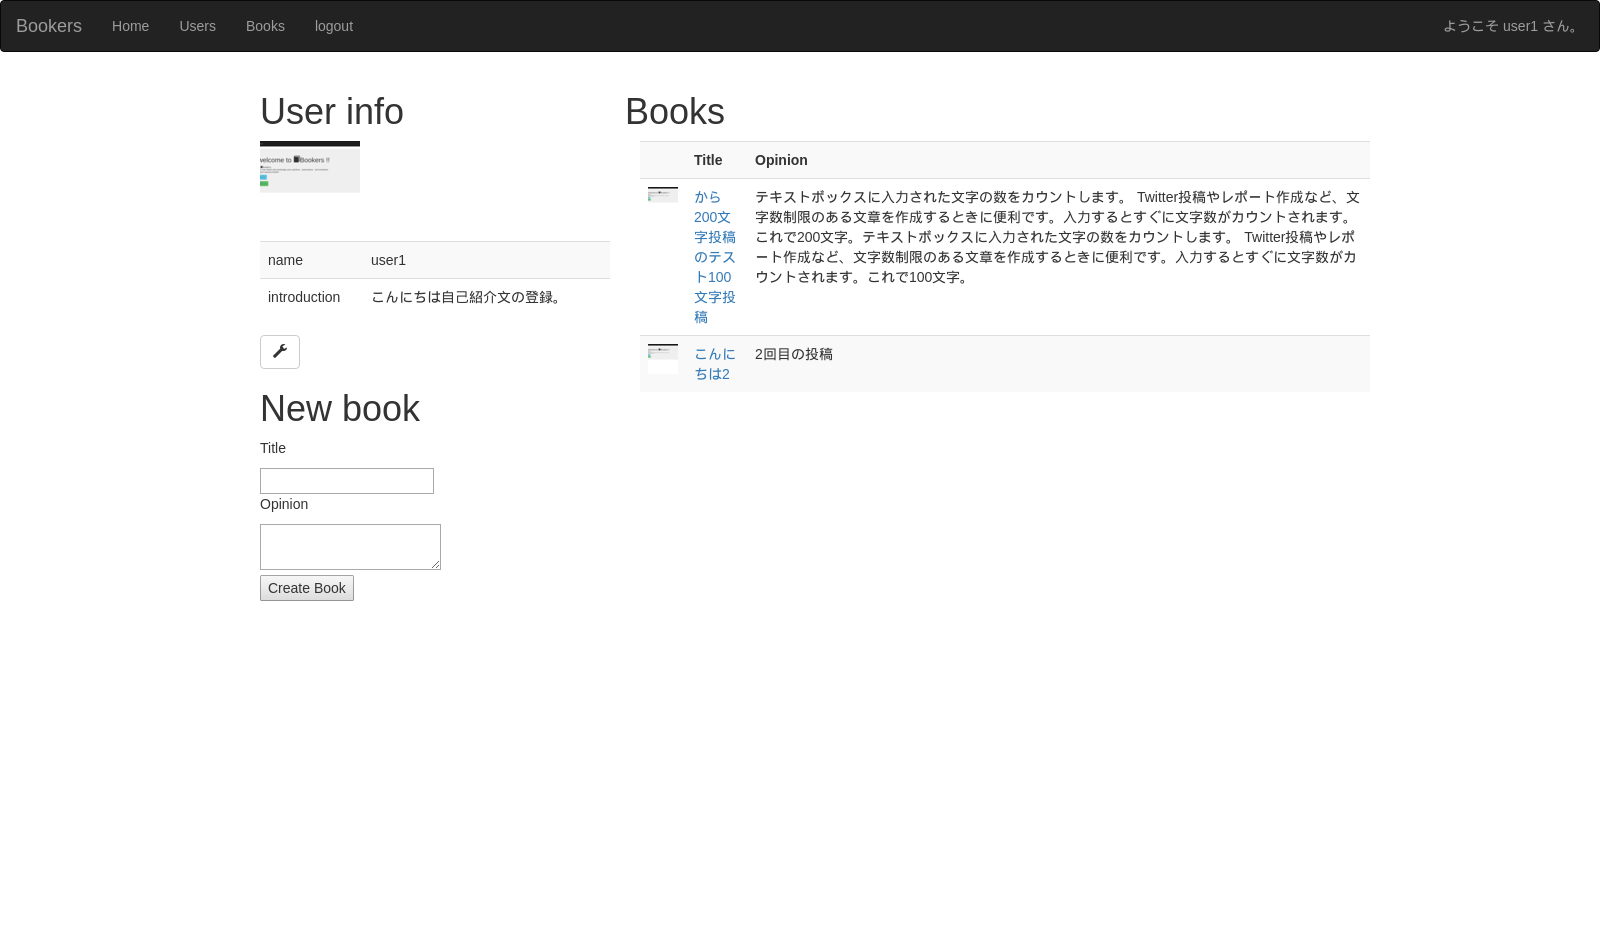 Bookers Home Users Books logout ようこそ user1 さん。
User info
welcome to Bookers !!
name user1
introduction こんにちは自己紹介文の登録。
New book
Title
Opinion
Create Book
Books
Title Opinion
から
200文
字投稿
のテス
ト100
文字投
稿
テキストボックスに入力された文字の数をカウントします。 Twitter投稿やレポート作成など、文
字数制限のある文章を作成するときに便利です。入力するとすぐに文字数がカウントされます。
これで200文字。テキストボックスに入力された文字の数をカウントします。 Twitter投稿やレポ
ート作成など、文字数制限のある文章を作成するときに便利です。入力するとすぐに文字数がカ
ウントされます。これで100文字。
こんに
ちは2
2回目の投稿